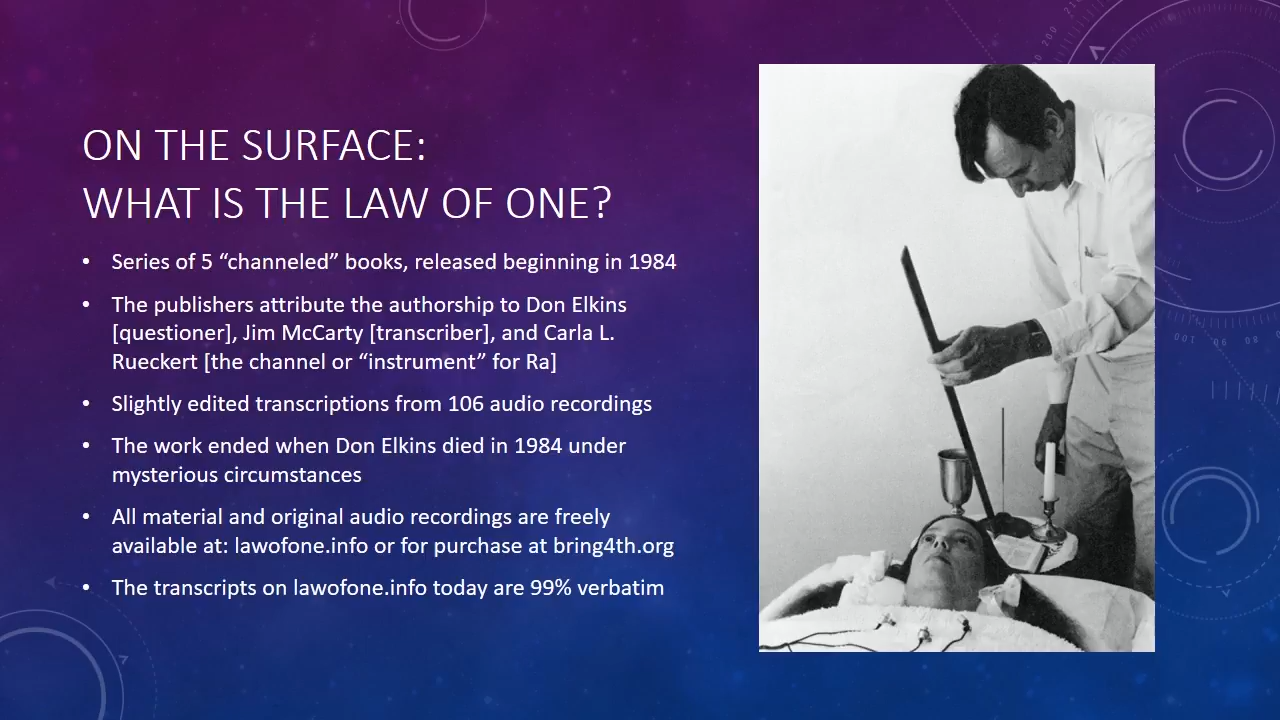 ON THE SURFACE:
WHAT IS THE LAW OF ONE?
• Series of 5 “channeled” books, released beginning in 1984
• The publishers attribute the authorship to Don Elkins
[questioner], Jim McCarty [transcriber], and Carla L.
Rueckert [the channel or “instrument” for Ra]
• Slightly edited transcriptions from 106 audio recordings
• The work ended when Don Elkins died in 1984 under
mysterious circumstances
• All material and original audio recordings are freely
available at: lawofone.info or for purchase at bring4th.org
• The transcripts on lawofone.info today are 99% verbatim
200
100
90
80